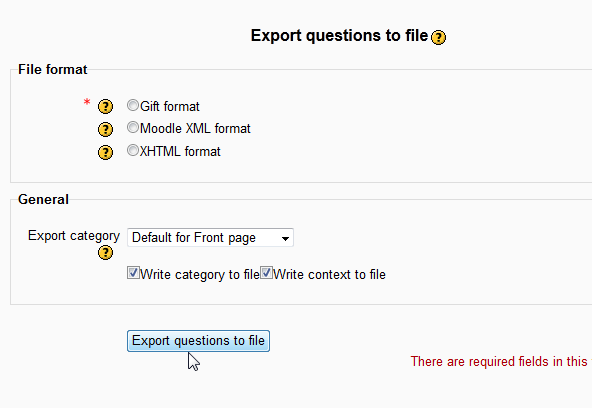 Export questions to file
File format
* Gift format
Moodle XML format
XHTML format
General
Export category Default for Front page
Write category to file Write context to file
Export questions to file
There are required fields in this